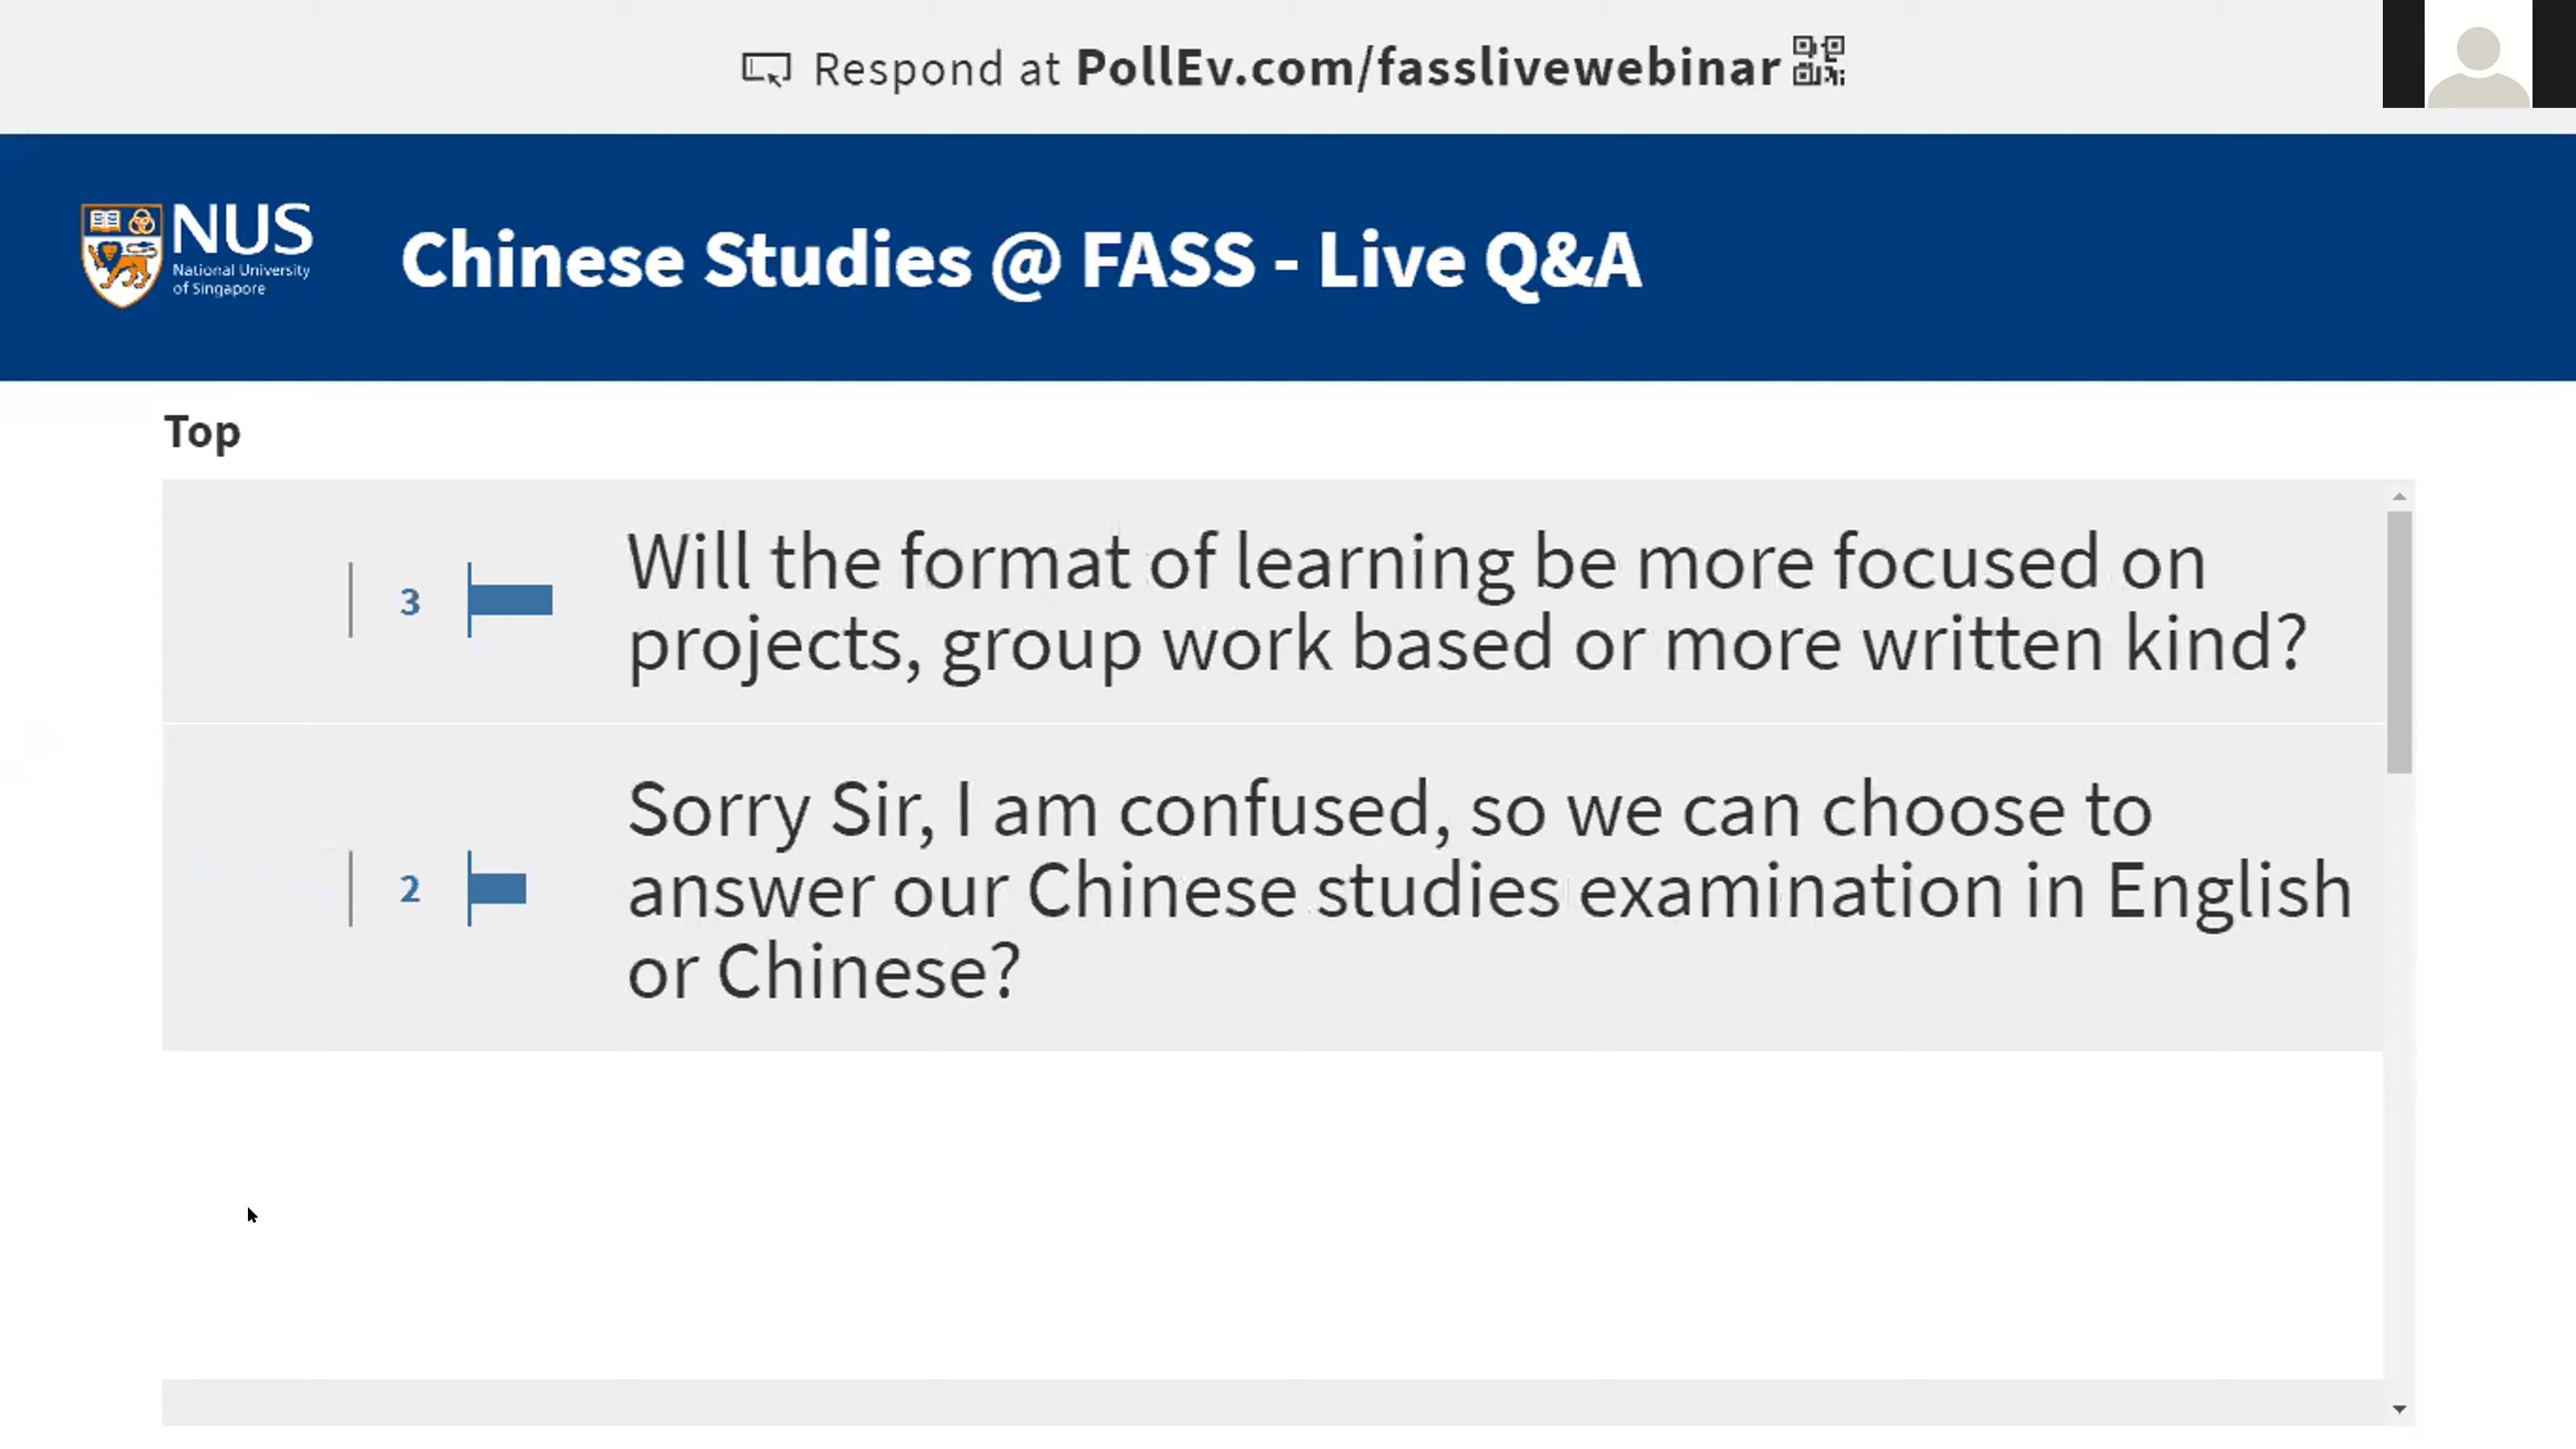 Respond at PollEv.com/fasslivewebinar
NUS
National University
of Singapore
Chinese Studies @ FASS - Live Q&A
Top
3
Will the format of learning be more focused on
projects, group work based or more written kind?
2
Sorry Sir, I am confused, so we can choose to
answer our Chinese studies examination in English
or Chinese?